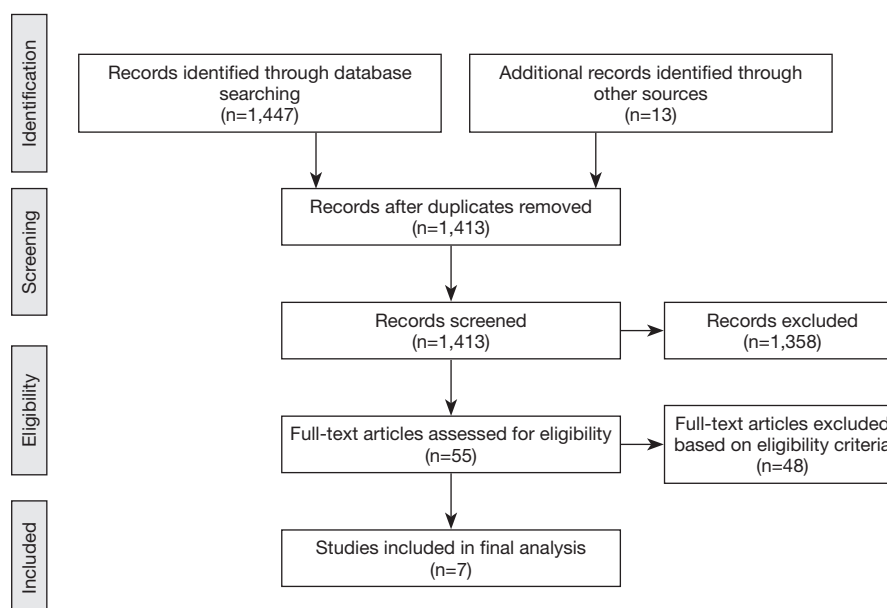 Identification
Records identified through database
searching
(n=1,447)
Additional records identified through
other sources
(n=13)
Screening
Records after duplicates removed
(n=1,413)
Records screened
(n=1,413)
Records excluded
(n=1,358)
Eligibility
Full-text articles assessed for eligibility
(n=55)
Full-text articles excluded
based on eligibility criteria
(n=48)
Included
Studies included in final analysis
(n=7)